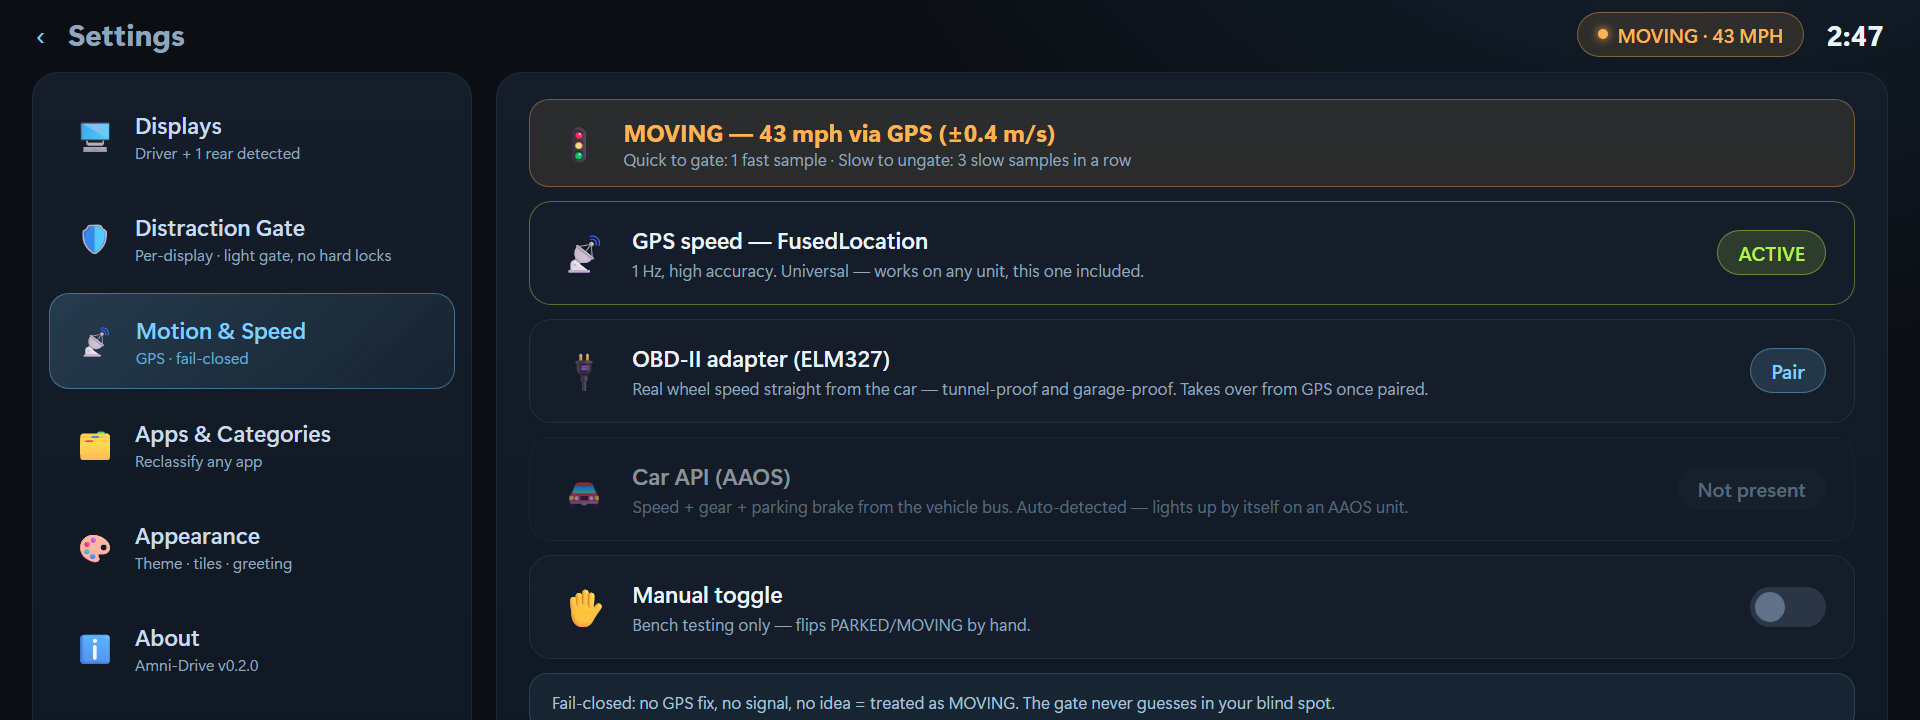 ‹ Settings
MOVING · 43 MPH
2:47
Displays
Driver + 1 rear detected
Distraction Gate
Per-display · light gate, no hard locks
Motion & Speed
GPS · fail-closed
Apps & Categories
Reclassify any app
Appearance
Theme · tiles · greeting
About
Amni-Drive v0.2.0
MOVING — 43 mph via GPS (±0.4 m/s)
Quick to gate: 1 fast sample · Slow to ungate: 3 slow samples in a row
GPS speed — FusedLocation
1 Hz, high accuracy. Universal — works on any unit, this one included.
ACTIVE
OBD-II adapter (ELM327)
Real wheel speed straight from the car — tunnel-proof and garage-proof. Takes over from GPS once paired.
Pair
Car API (AAOS)
Speed + gear + parking brake from the vehicle bus. Auto-detected — lights up by itself on an AAOS unit.
Not present
Manual toggle
Bench testing only — flips PARKED/MOVING by hand.
Fail-closed: no GPS fix, no signal, no idea = treated as MOVING. The gate never guesses in your blind spot.